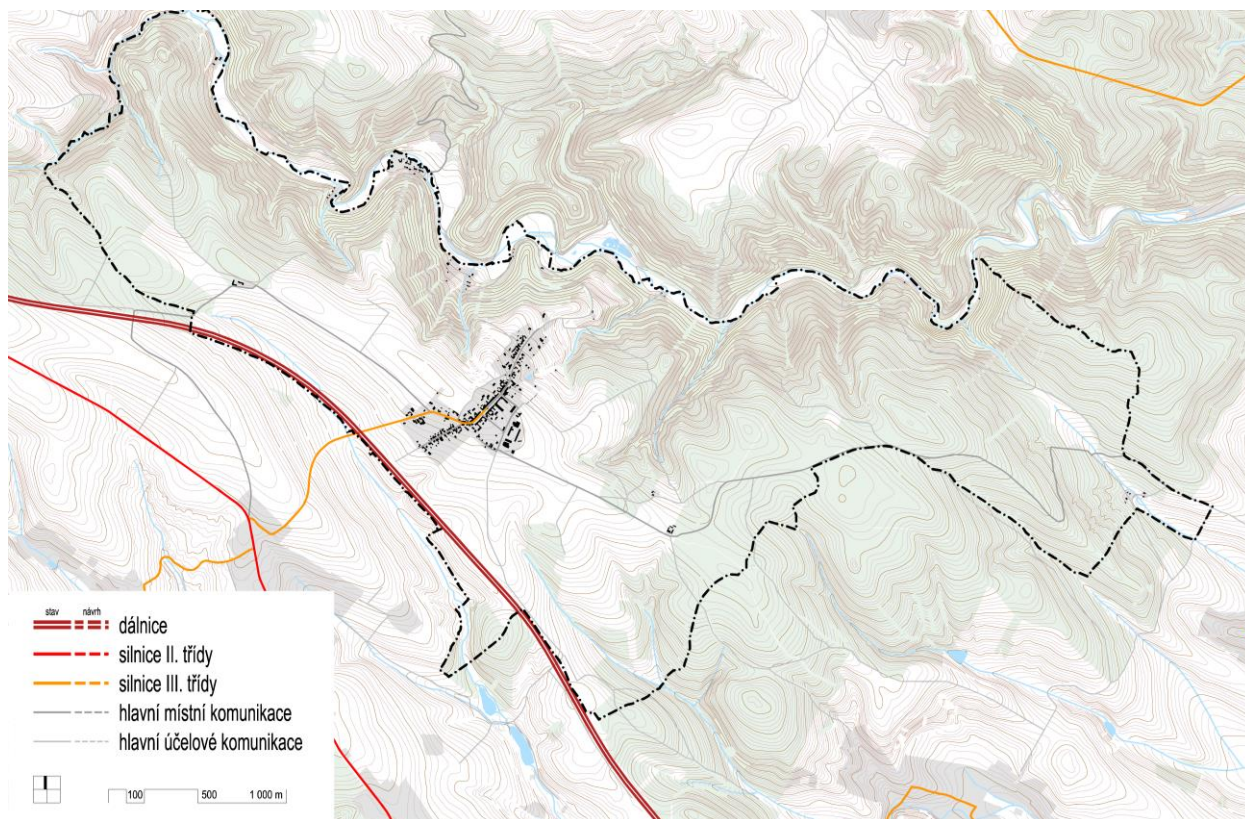 stav návrh
dálnice
silnice II. třídy
silnice III. třídy
hlavní místní komunikace
hlavní účelové komunikace
100 500 1 000 m